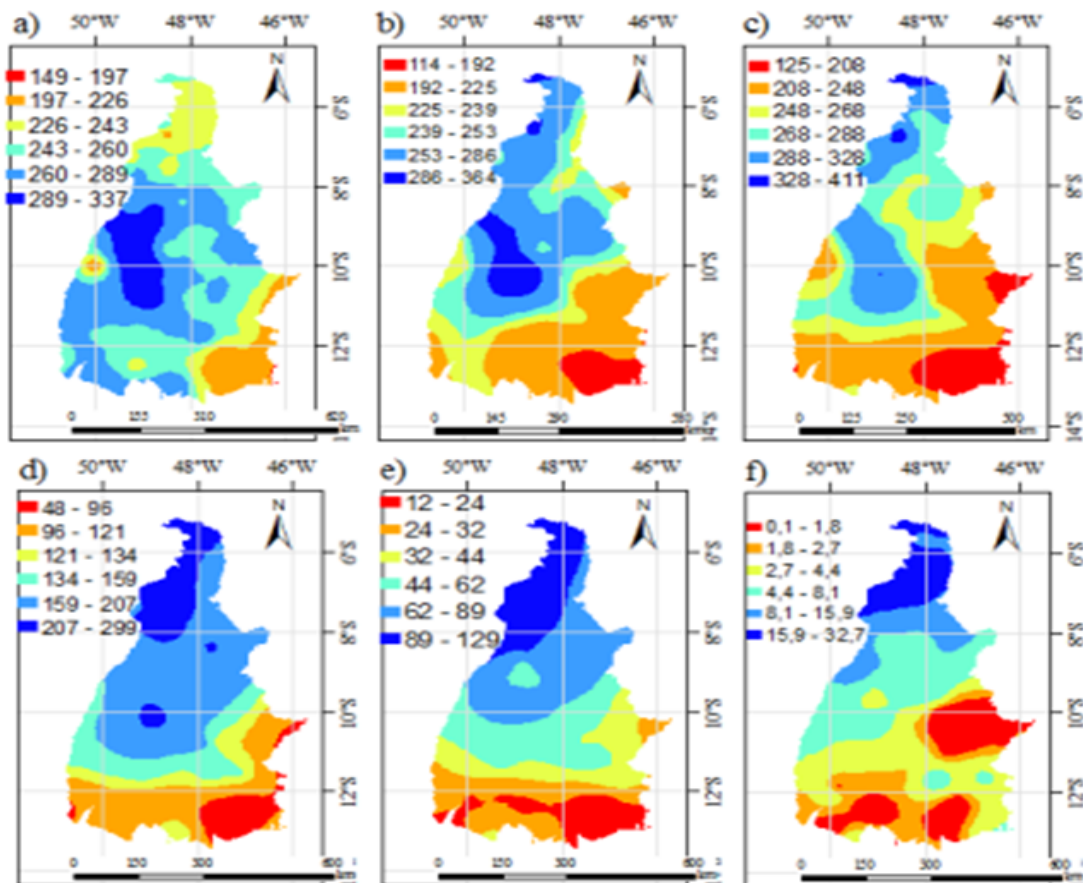 a)
50°W 48°W 46°W
N
149 - 197
197 - 226
226 - 243
243 - 260
260 - 289
289 - 337
6°S
8°S
10°S
12°S
0
b)
50°W 48°W 46°W
N
114 - 192
192 - 225
225 - 239
239 - 253
253 - 286
286 - 364
6°S
8°S
10°S
12°S
14°S
0
c)
50°W 48°W 46°W
N
125 - 208
208 - 248
248 - 268
268 - 288
288 - 328
328 - 411
6°S
8°S
10°S
12°S
14°S
0
d)
50°W 48°W 46°W
N
48 - 96
96 - 121
121 - 134
134 - 159
159 - 207
207 - 299
6°S
8°S
10°S
12°S
0 150 300 600
e)
50°W 48°W 46°W
N
12 - 24
24 - 32
32 - 44
44 - 62
62 - 89
89 - 129
6°S
8°S
10°S
12°S
0 150 300 600
f)
50°W 48°W 46°W
N
0,1 - 1,8
1,8 - 2,7
2,7 - 4,4
4,4 - 8,1
8,1 - 15,9
15,9 - 32,7
6°S
8°S
10°S
12°S
0 150 300 600